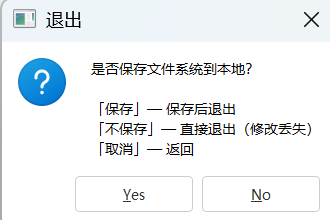 退出
是否保存文件系统到本地?
「保存」— 保存后退出
「不保存」— 直接退出（修改丢失）
「取消」— 返回
Yes No